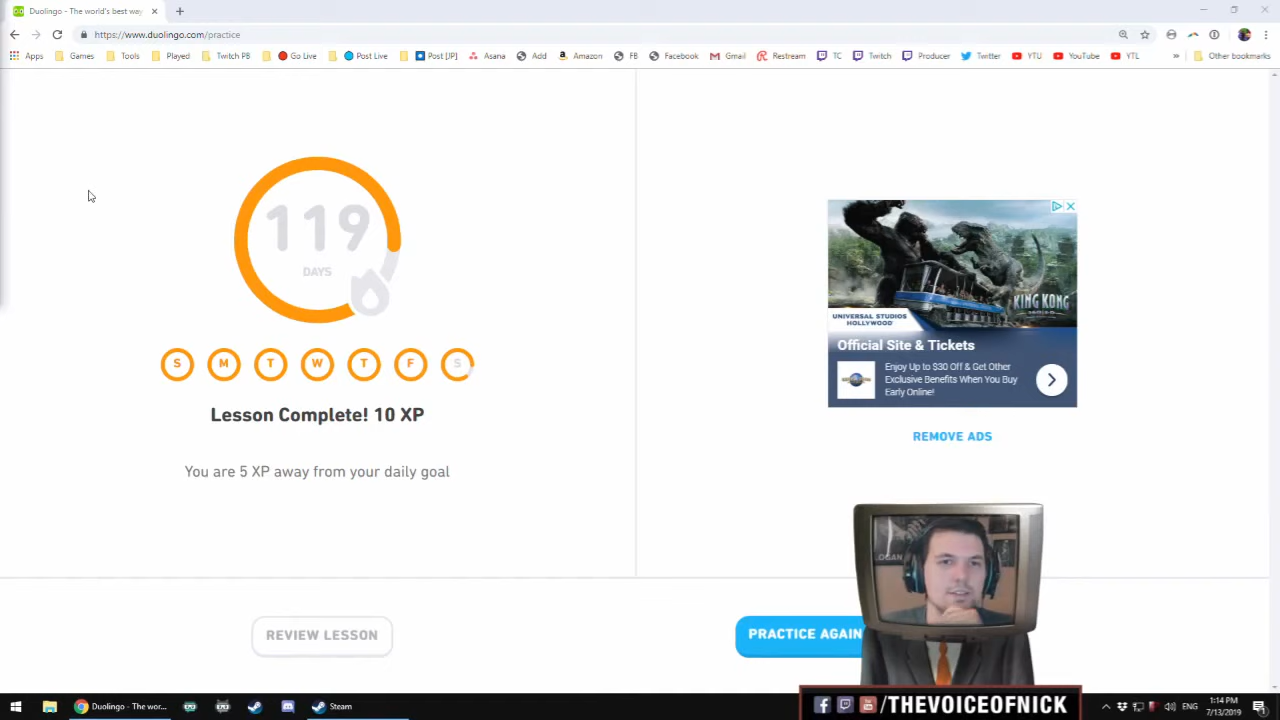 Duolingo - The world's best way
https://www.duolingo.com/practice
Apps Games Tools Played Twitch PB Go Live Post Live Post [JP] Asana Add Amazon FB Facebook Gmail Restream TC Twitch Producer Twitter YTU YouTube YTL » Other bookmarks
119
DAYS
S M T W T F S
Lesson Complete! 10 XP
You are 5 XP away from your daily goal
REVIEW LESSON
KING KONG
UNIVERSAL STUDIOS
HOLLYWOOD
Official Site & Tickets
Enjoy Up to $30 Off & Get Other
Exclusive Benefits When You Buy
Early Online!
REMOVE ADS
PRACTICE AGAIN
OGAN
/THEVOICEOFNICK
Duolingo - The wor...
Steam
ENG
1:14 PM
7/13/2019